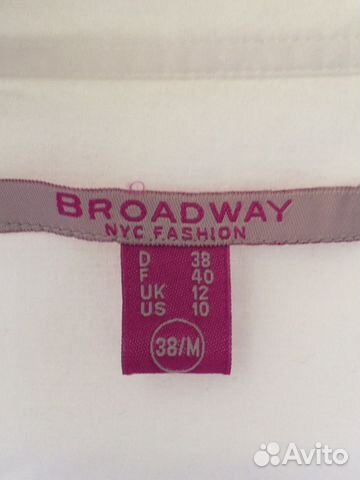 BROADWAY
NYC FASHION
D 38
F 40
UK 12
US 10
38/M
Avito